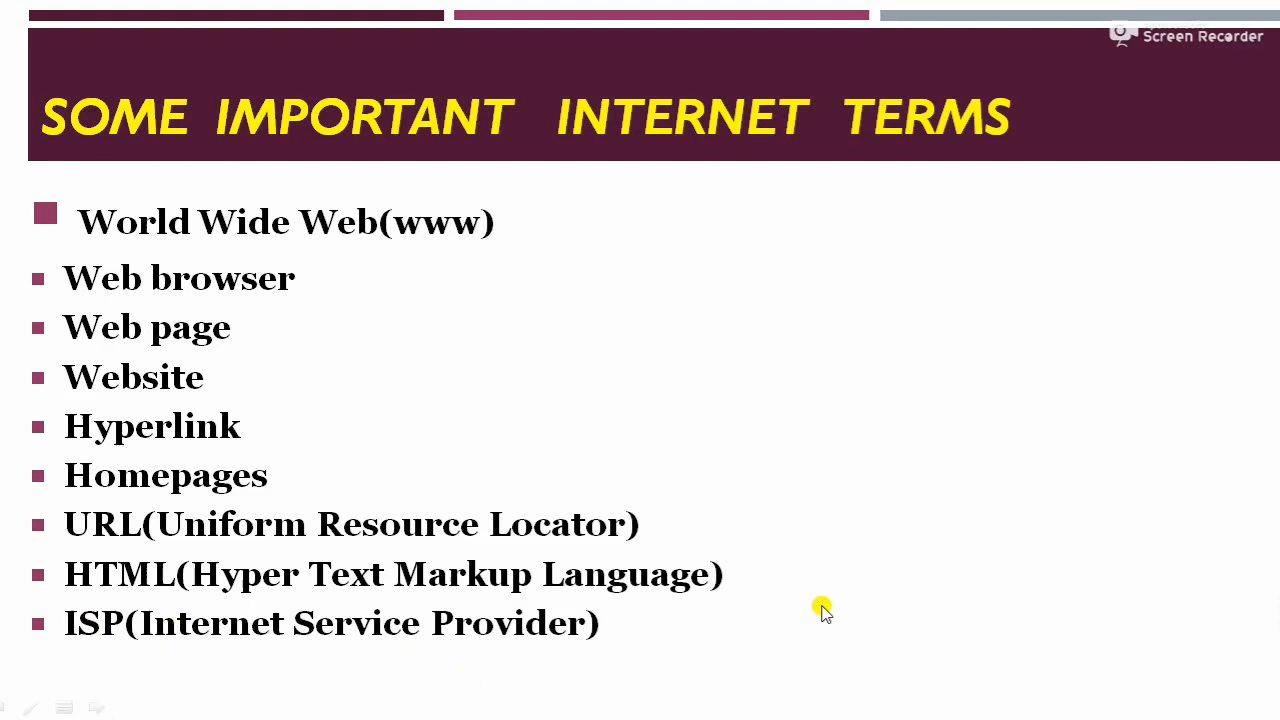 Screen Recorder
SOME IMPORTANT INTERNET TERMS
World Wide Web(www)
Web browser
Web page
Website
Hyperlink
Homepages
URL(Uniform Resource Locator)
HTML(Hyper Text Markup Language)
ISP(Internet Service Provider)